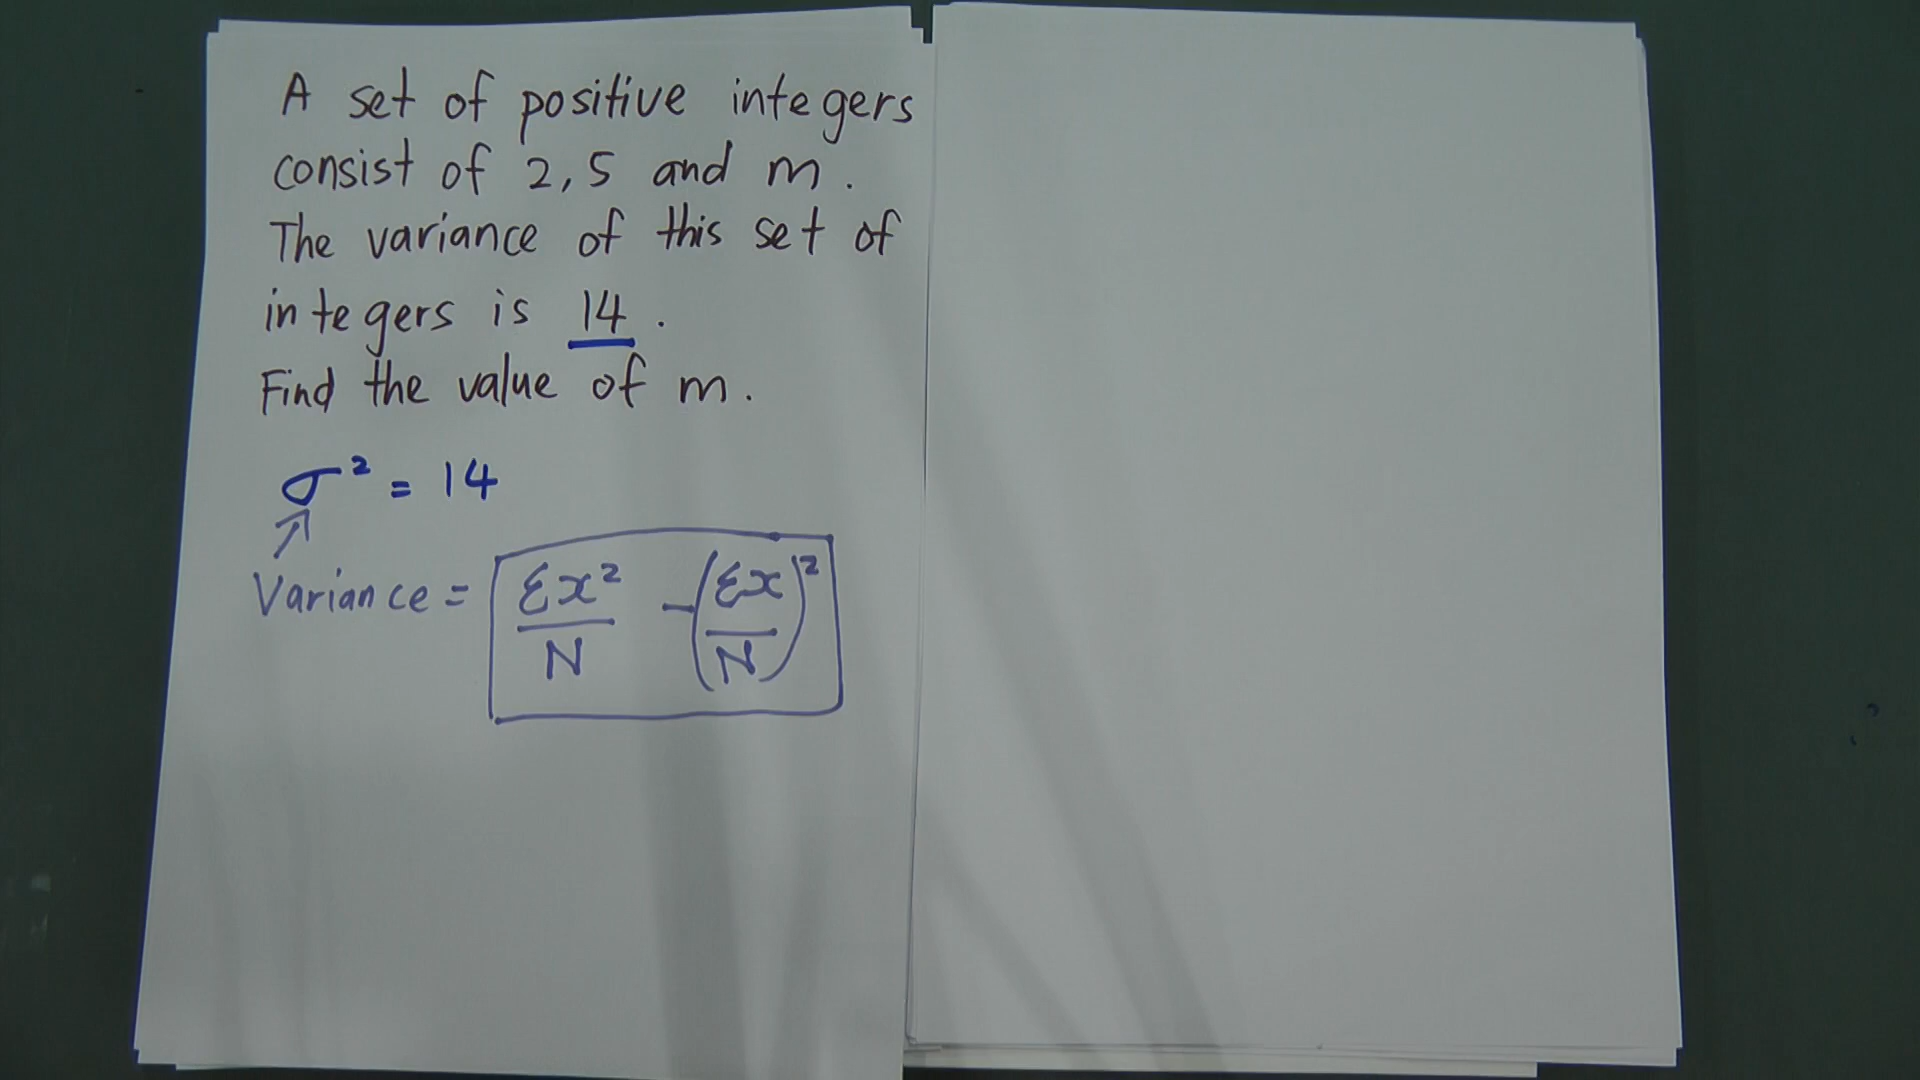 A set of positive integers
consist of 2, 5 and m.
The variance of this set of
integers is 14.
Find the value of m.
σ² = 14
Variance = Σx²/N - (Σx/N)²